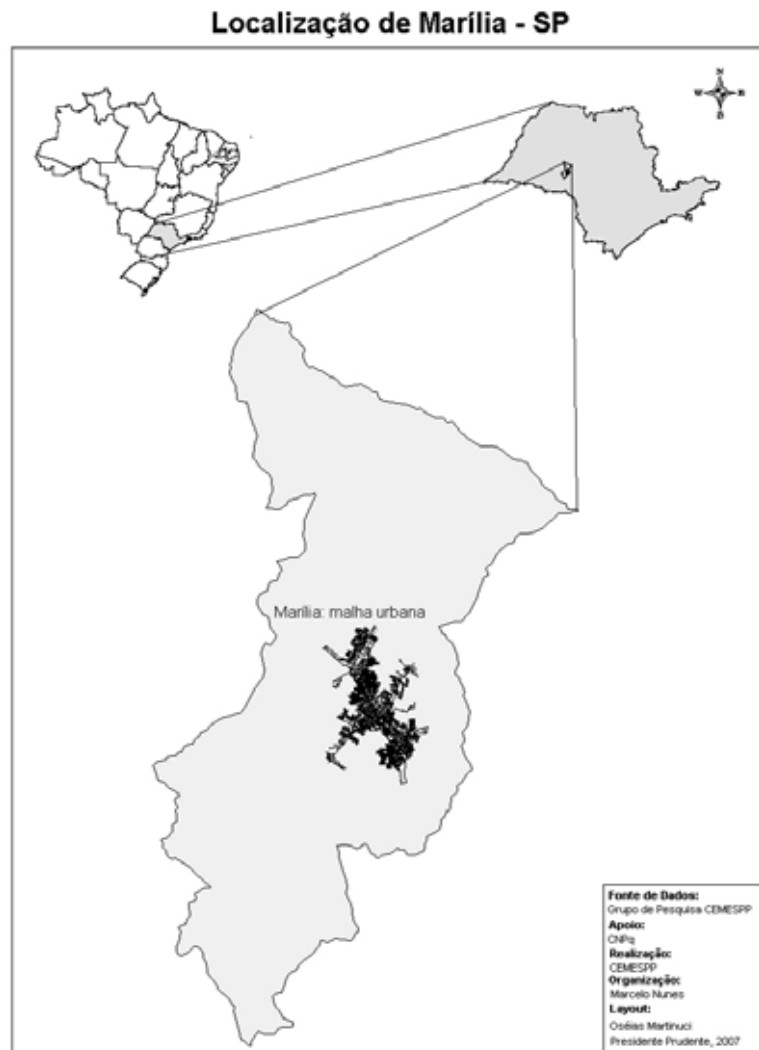 Localização de Marília - SP
N
W
Marília: malha urbana
Fonte de Dados:
Grupo de Pesquisa CEMESPP
Apoio:
CNPq
Realização:
CEMESPP
Organização:
Marcelo Nunes
Layout:
Oséias Martinuci
Presidente Prudente, 2007